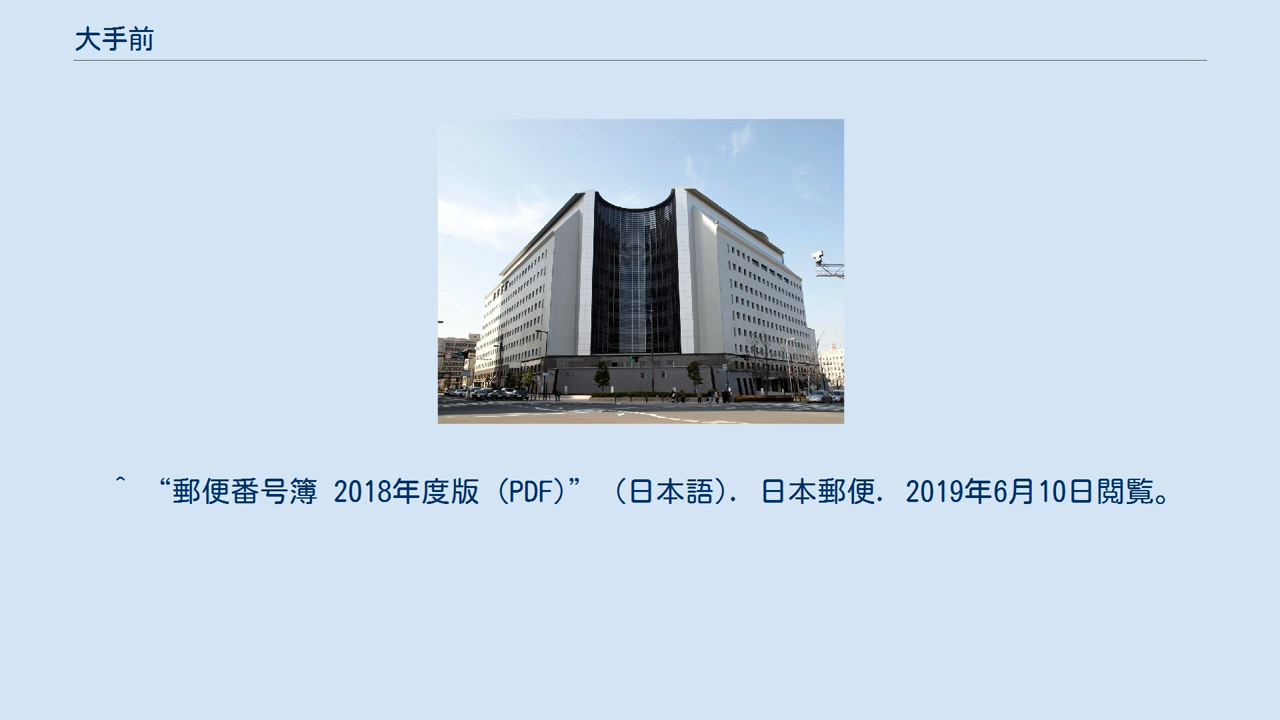 大手前
^ “郵便番号簿 2018年度版 (PDF)” (日本語). 日本郵便. 2019年6月10日閲覧。